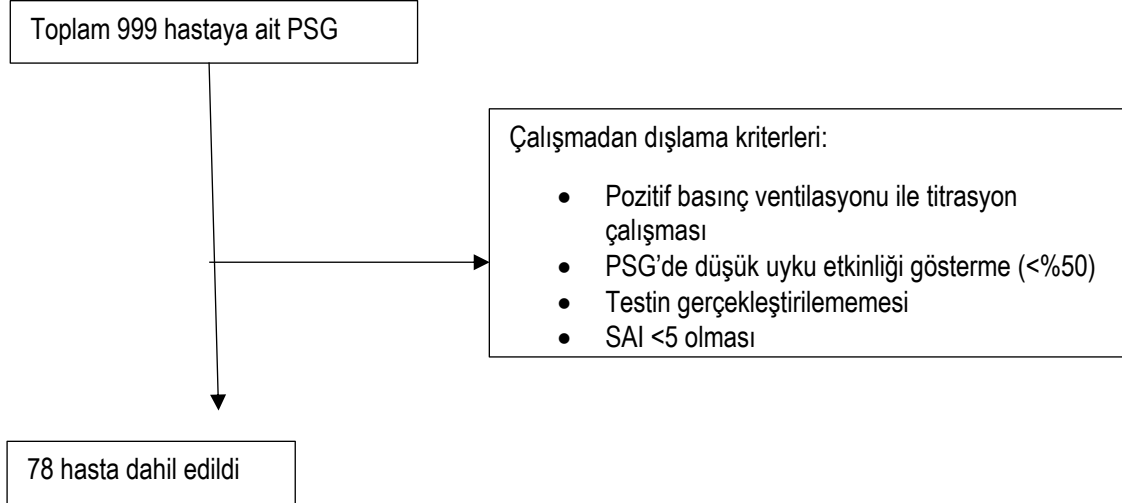 Toplam 999 hastaya ait PSG
Çalışmadan dışlama kriterleri:
• Pozitif basınç ventilasyonu ile titrasyon
çalışması
• PSG’de düşük uyku etkinliği gösterme (<%50)
• Testin gerçekleştirilememesi
• SAI <5 olması
78 hasta dahil edildi